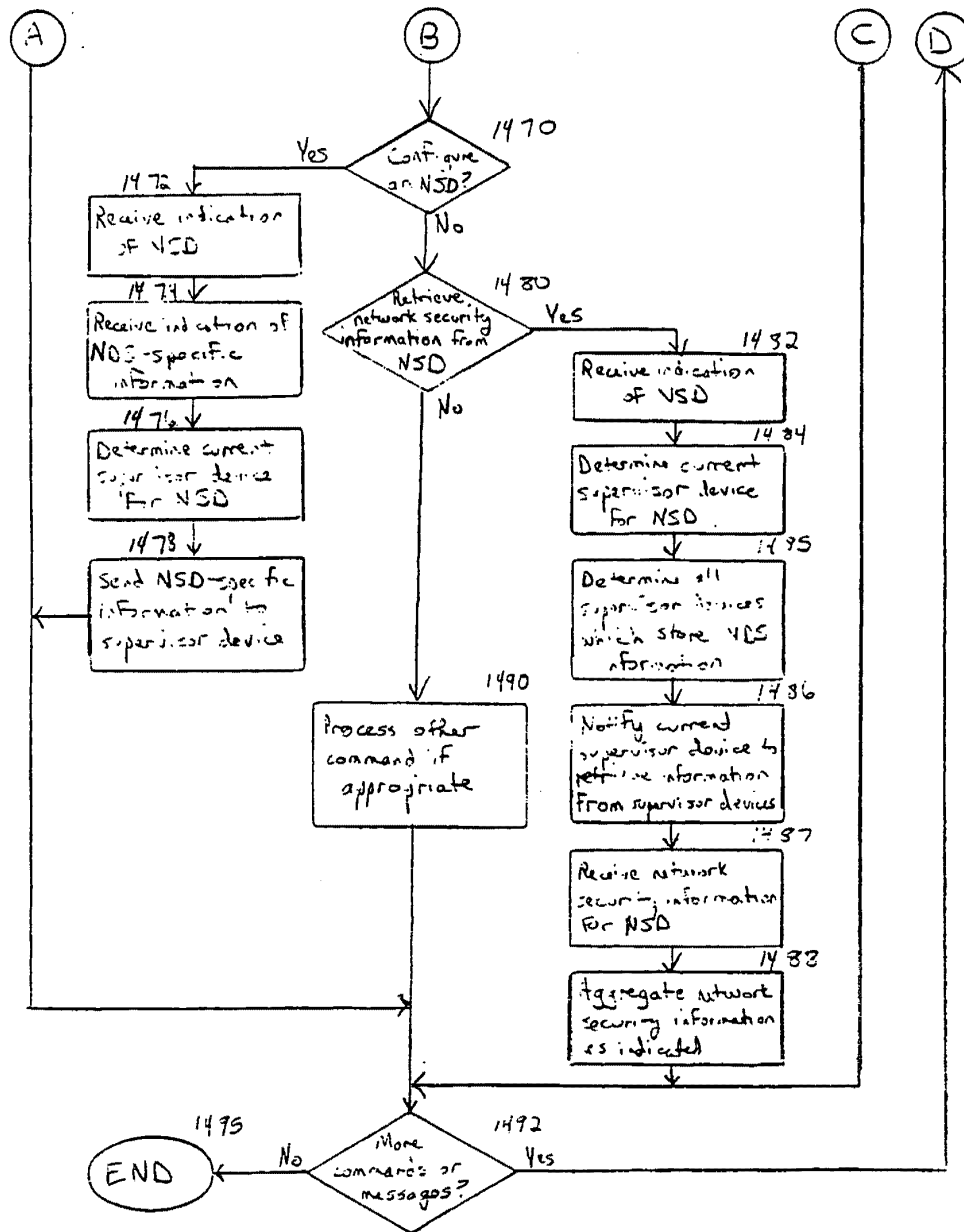 A
B
C
D
1470
Configure
an NSD?
Yes
No
1472
Receive indication
of NSD
1474
Receive indication of
NDS-specific
information
1476
Determine current
supervisor device
for NSD
1478
Send NSD-specific
information to
supervisor device
1480
Retrieve
network security
information from
NSD
Yes
No
1482
Receive indication
of NSD
1484
Determine current
supervisor device
for NSD
1485
Determine all
supervisor devices
which store NDS
information
1486
Notify current
supervisor device to
retrieve information
from supervisor devices
1487
Receive network
security information
for NSD
1488
Aggregate network
security information
as indicated
1490
Process other
command if
appropriate
1492
More
commands or
messages?
No
Yes
1495
END